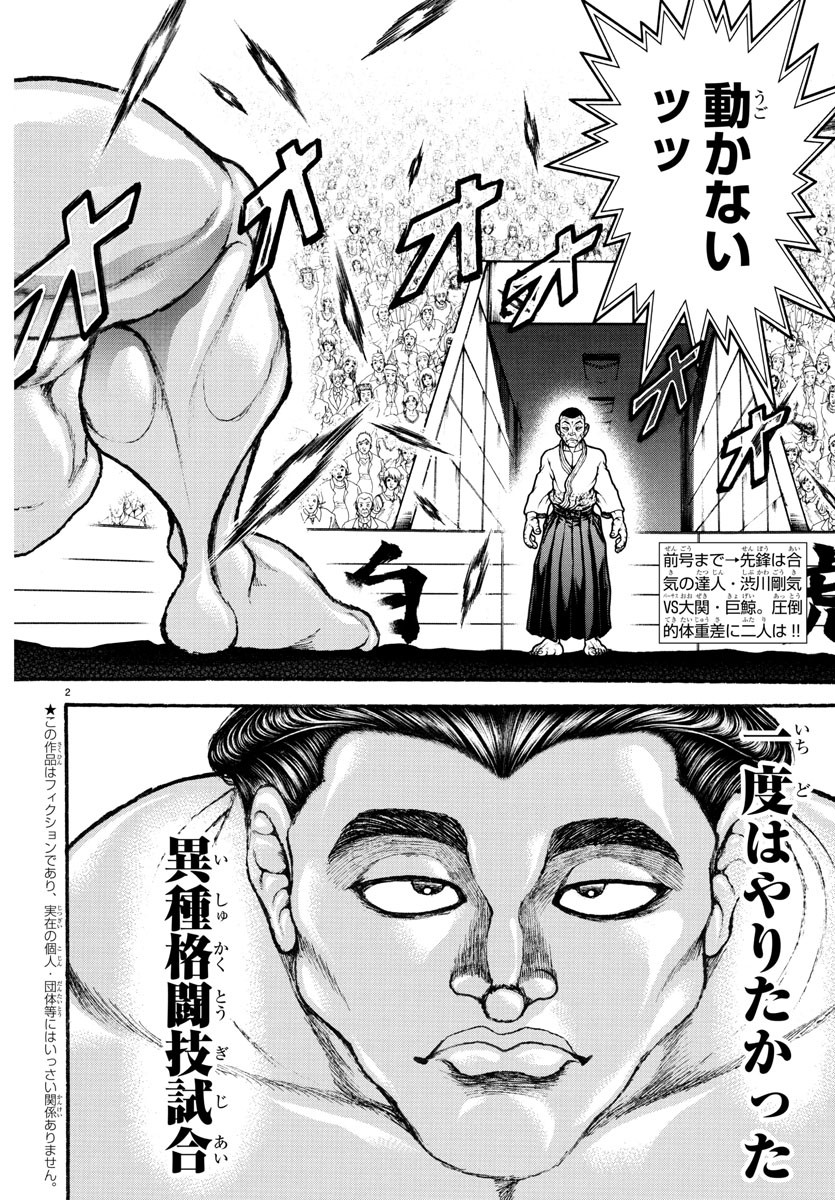 動かない
ッッ
オ
オ
オ
オ
オ
オ
前号まで→先鋒は合
気の達人・渋川剛気
VS大関・巨鯨。圧倒
的体重差に二人は!!
一度はやりたかった
異種格闘技試合
2
★この作品はフィクションであり、実在の個人・団体等にはいっさい関係ありません。